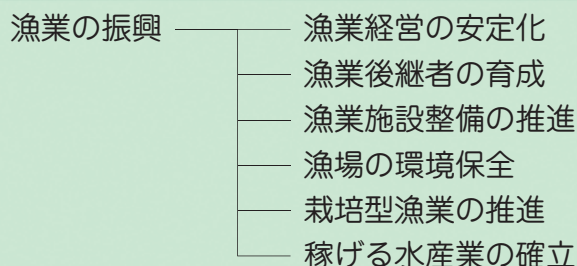 漁業の振興
漁業経営の安定化
漁業後継者の育成
漁業施設整備の推進
漁場の環境保全
栽培型漁業の推進
稼げる水産業の確立